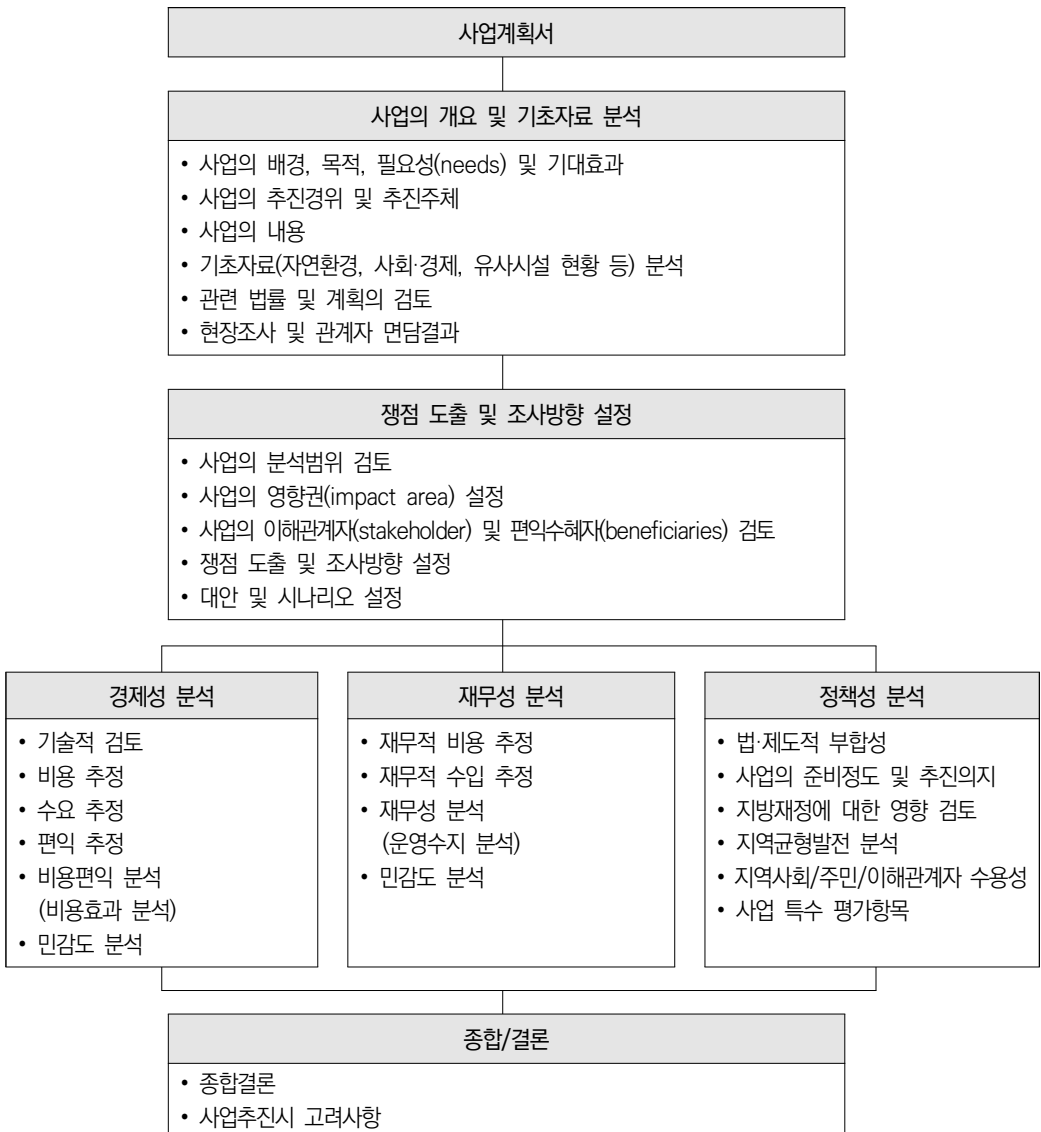 사업계획서
사업의 개요 및 기초자료 분석
• 사업의 배경, 목적, 필요성(needs) 및 기대효과
• 사업의 추진경위 및 추진주체
• 사업의 내용
• 기초자료(자연환경, 사회·경제, 유사시설 현황 등) 분석
• 관련 법률 및 계획의 검토
• 현장조사 및 관계자 면담결과
쟁점 도출 및 조사방향 설정
• 사업의 분석범위 검토
• 사업의 영향권(impact area) 설정
• 사업의 이해관계자(stakeholder) 및 편익수혜자(beneficiaries) 검토
• 쟁점 도출 및 조사방향 설정
• 대안 및 시나리오 설정
경제성 분석
• 기술적 검토
• 비용 추정
• 수요 추정
• 편익 추정
• 비용편익 분석
(비용효과 분석)
• 민감도 분석
재무성 분석
• 재무적 비용 추정
• 재무적 수입 추정
• 재무성 분석
(운영수지 분석)
• 민감도 분석
정책성 분석
• 법·제도적 부합성
• 사업의 준비정도 및 추진의지
• 지방재정에 대한 영향 검토
• 지역균형발전 분석
• 지역사회/주민/이해관계자 수용성
• 사업 특수 평가항목
종합/결론
• 종합결론
• 사업추진시 고려사항